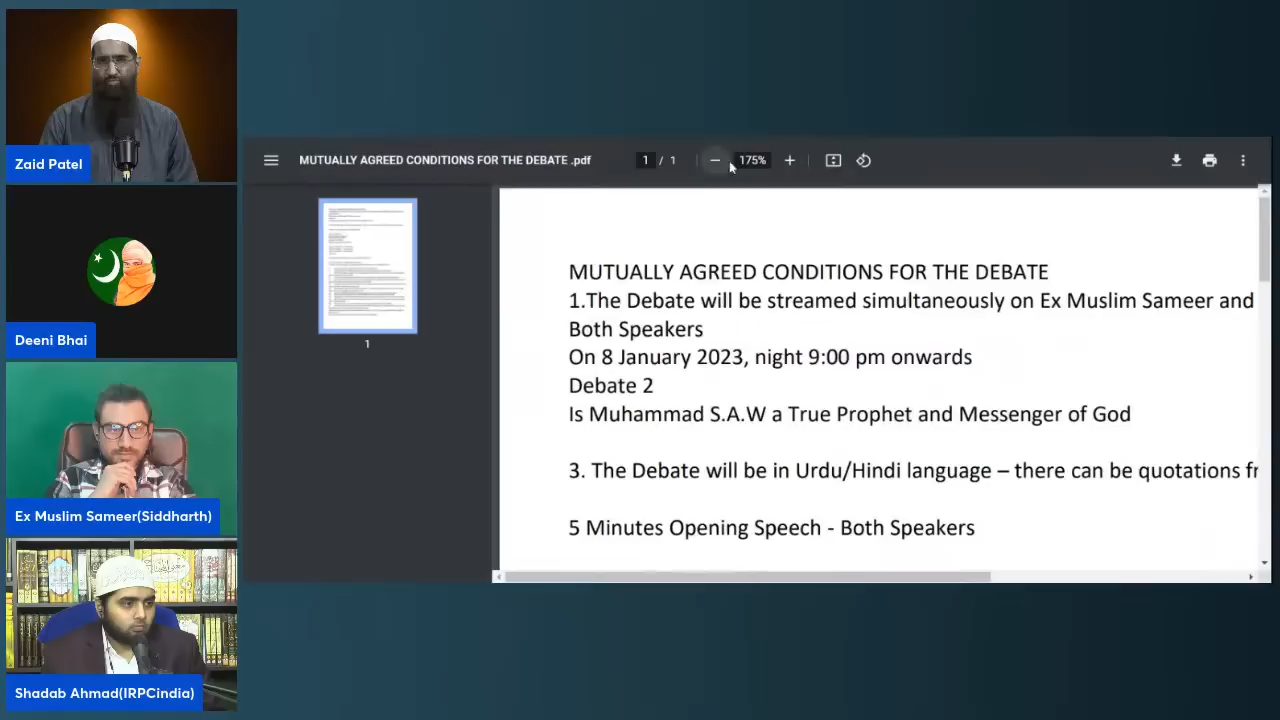 Zaid Patel
Deeni Bhai
Ex Muslim Sameer(Siddharth)
Shadab Ahmad(IRPCindia)
MUTUALLY AGREED CONDITIONS FOR THE DEBATE .pdf
1 / 1
175%
1
MUTUALLY AGREED CONDITIONS FOR THE DEBATE
1.The Debate will be streamed simultaneously on Ex Muslim Sameer and
Both Speakers
On 8 January 2023, night 9:00 pm onwards
Debate 2
Is Muhammad S.A.W a True Prophet and Messenger of God
3. The Debate will be in Urdu/Hindi language – there can be quotations fr
5 Minutes Opening Speech - Both Speakers